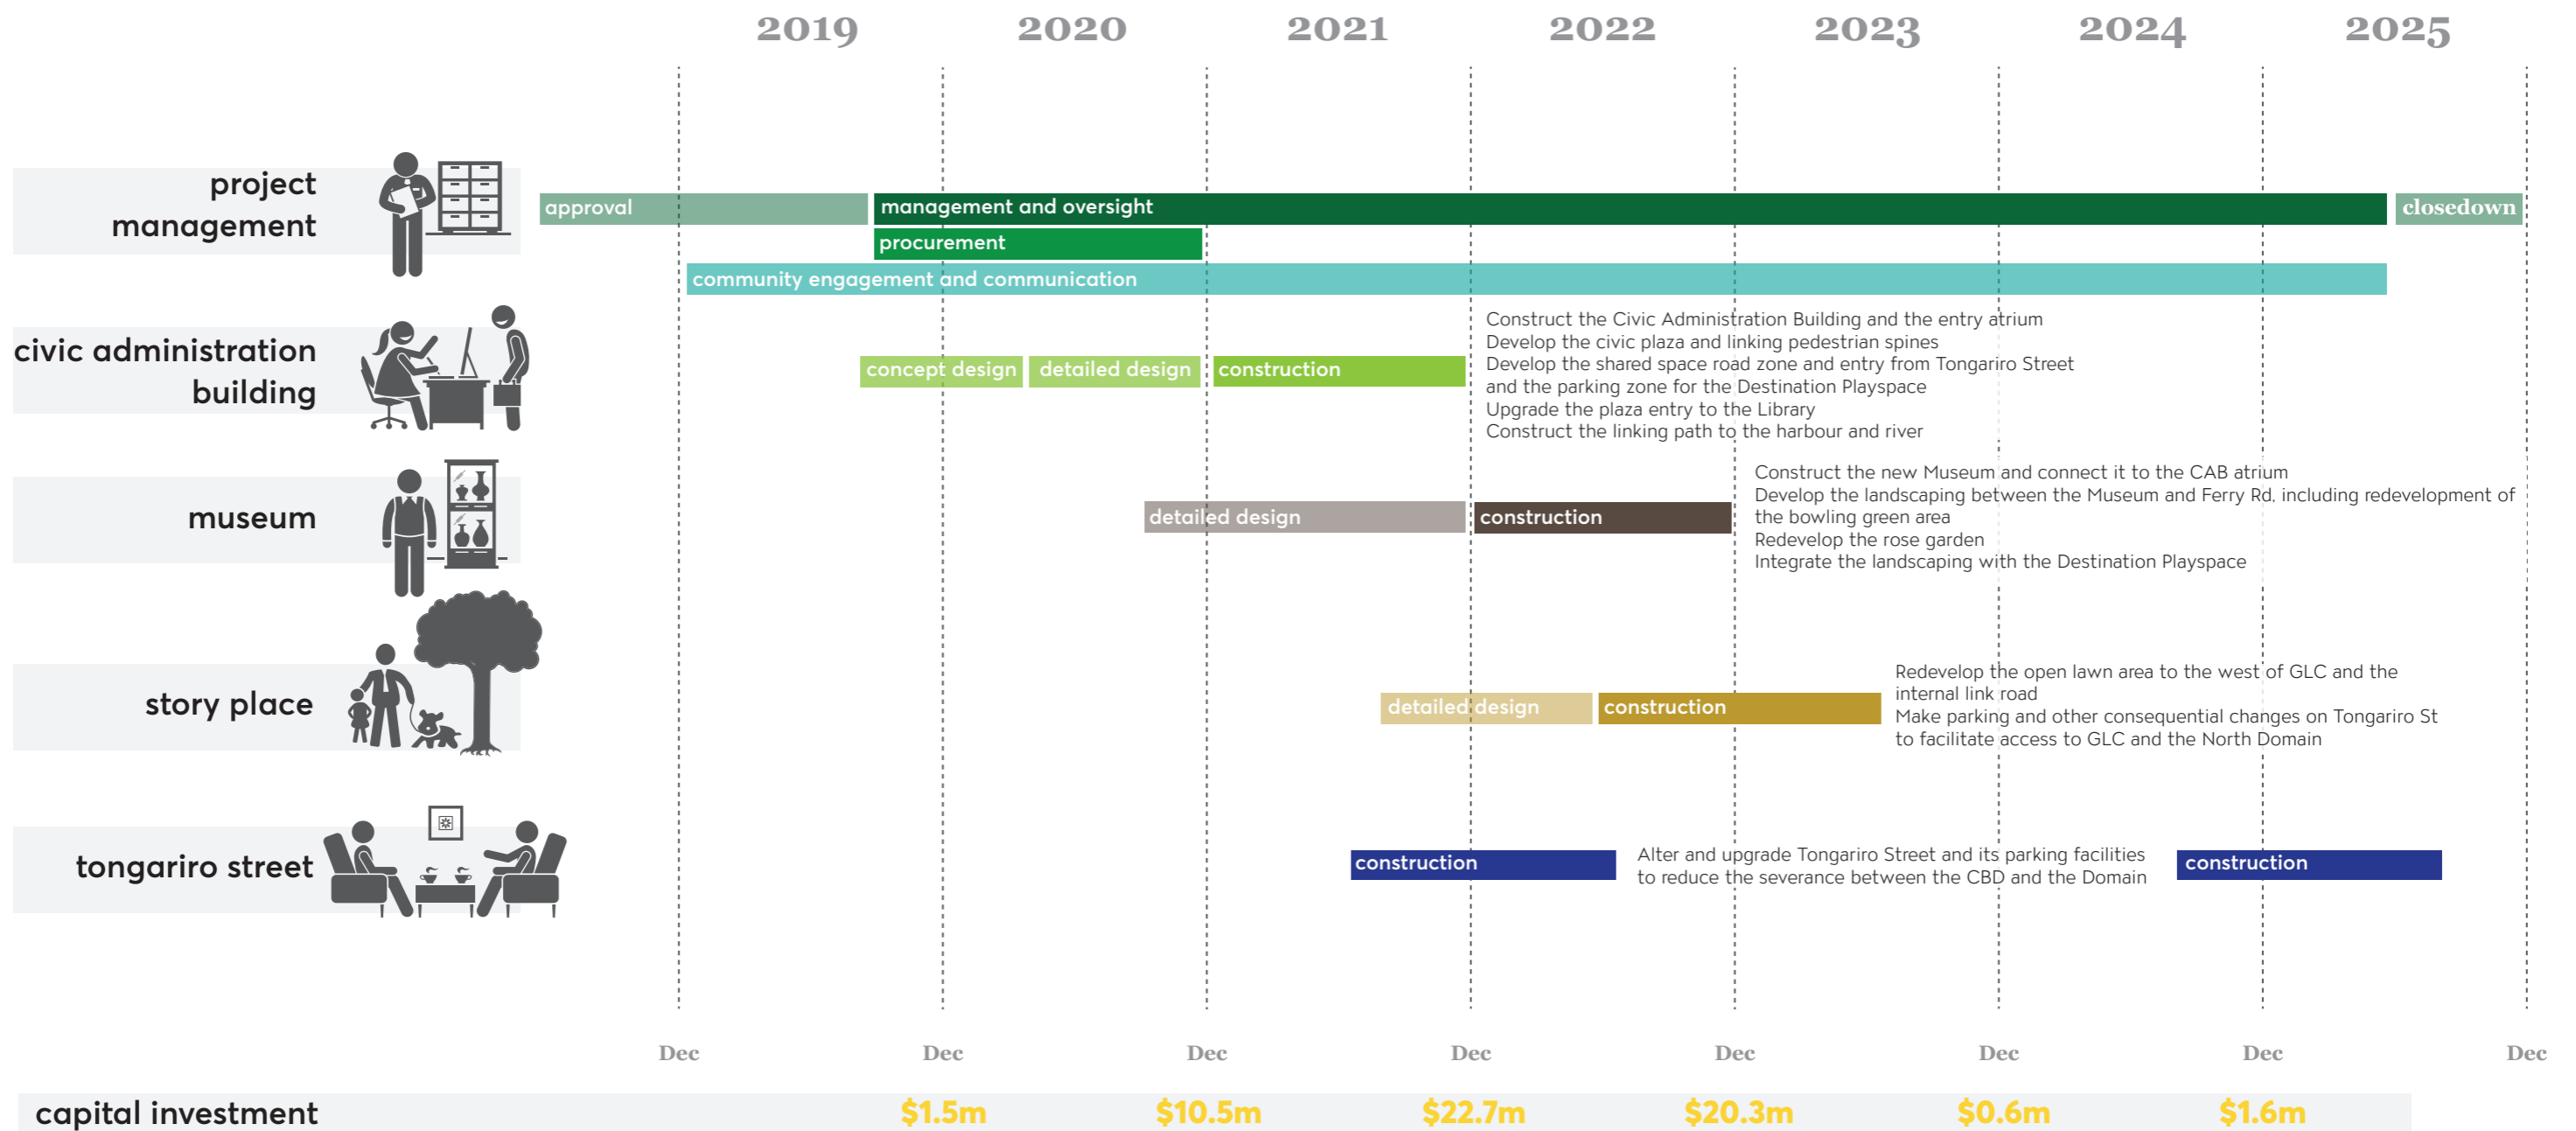 2019 2020 2021 2022 2023 2024 2025
project
management
approval
management and oversight
closedown
procurement
community engagement and communication
civic administration
building
concept design
detailed design
construction
Construct the Civic Administration Building and the entry atrium
Develop the civic plaza and linking pedestrian spines
Develop the shared space road zone and entry from Tongariro Street
and the parking zone for the Destination Playspace
Upgrade the plaza entry to the Library
Construct the linking path to the harbour and river
museum
detailed design
construction
Construct the new Museum and connect it to the CAB atrium
Develop the landscaping between the Museum and Ferry Rd, including redevelopment of
the bowling green area
Redevelop the rose garden
Integrate the landscaping with the Destination Playspace
story place
detailed design
construction
Redevelop the open lawn area to the west of GLC and the
internal link road
Make parking and other consequential changes on Tongariro St
to facilitate access to GLC and the North Domain
tongariro street
construction
Alter and upgrade Tongariro Street and its parking facilities
to reduce the severance between the CBD and the Domain
construction
Dec Dec Dec Dec Dec Dec Dec Dec
capital investment $1.5m $10.5m $22.7m $20.3m $0.6m $1.6m